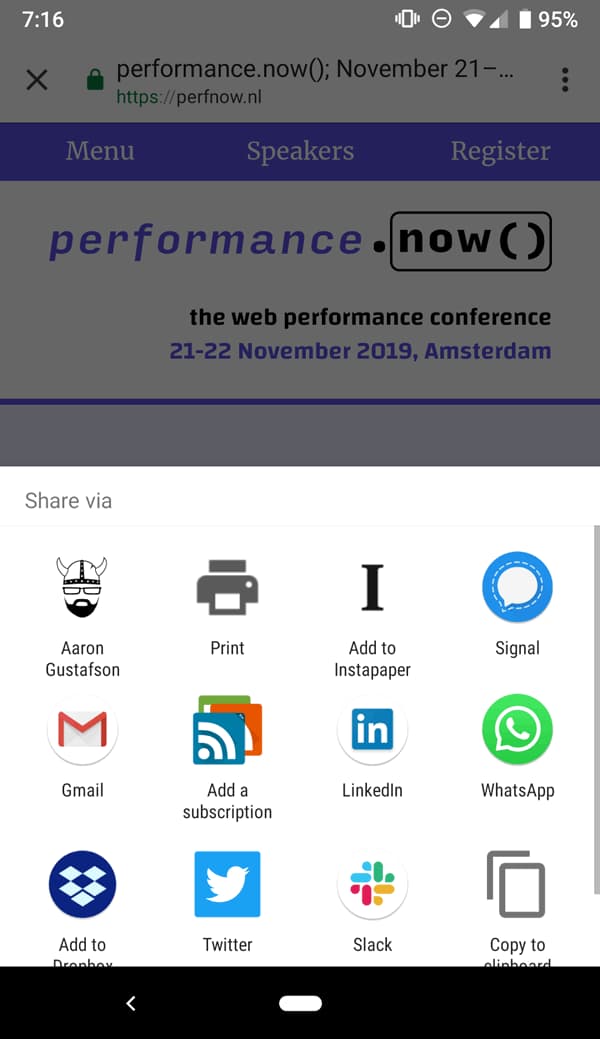 7:16
95%
performance.now(); November 21–...
https://perfnow.nl
Menu Speakers Register
performance.now()
the web performance conference
21-22 November 2019, Amsterdam
Share via
Aaron Gustafson
Print
Add to Instapaper
Signal
Gmail
Add a subscription
LinkedIn
WhatsApp
Add to Dropbox
Twitter
Slack
Copy to clipboard